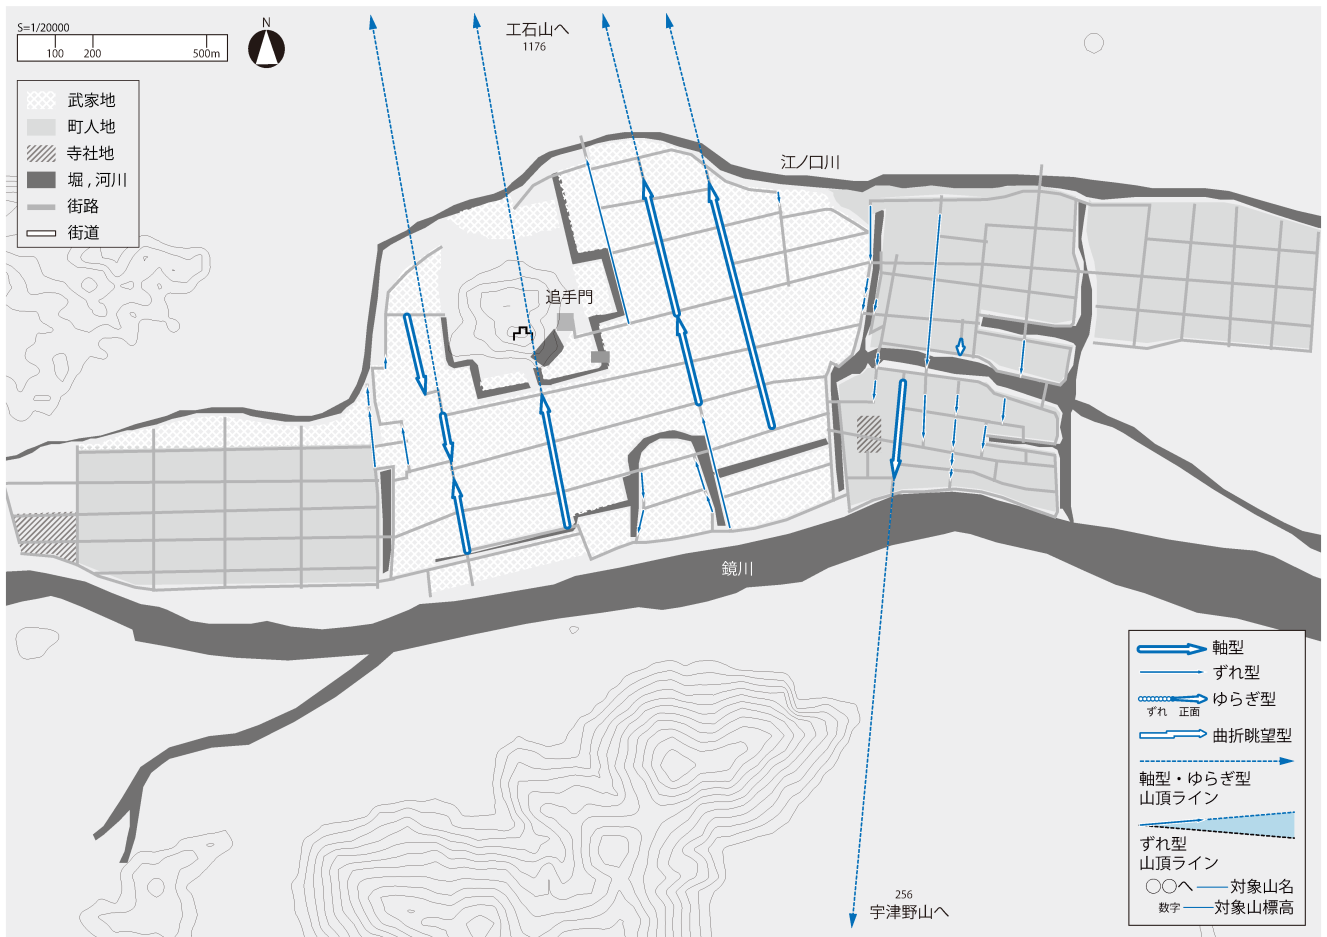 S=1/20000
100 200 500m
N
武家地
町人地
寺社地
堀 , 河川
街路
街道
工石山へ
1176
江ノ口川
追手門
鏡川
256
宇津野山へ
軸型
ずれ型
ゆらぎ型
ずれ 正面
曲折眺望型
軸型・ゆらぎ型
山頂ライン
ずれ型
山頂ライン
○○へ 対象山名
数字 対象山標高